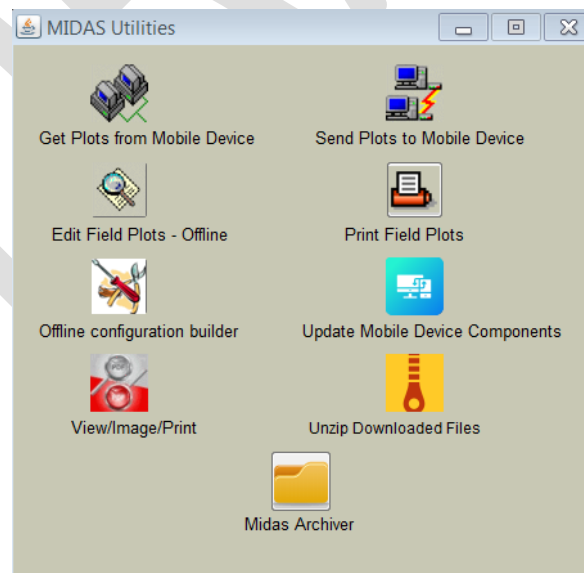 MIDAS Utilities
Get Plots from Mobile Device
Send Plots to Mobile Device
Edit Field Plots - Offline
Print Field Plots
Offline configuration builder
Update Mobile Device Components
View/Image/Print
Unzip Downloaded Files
Midas Archiver